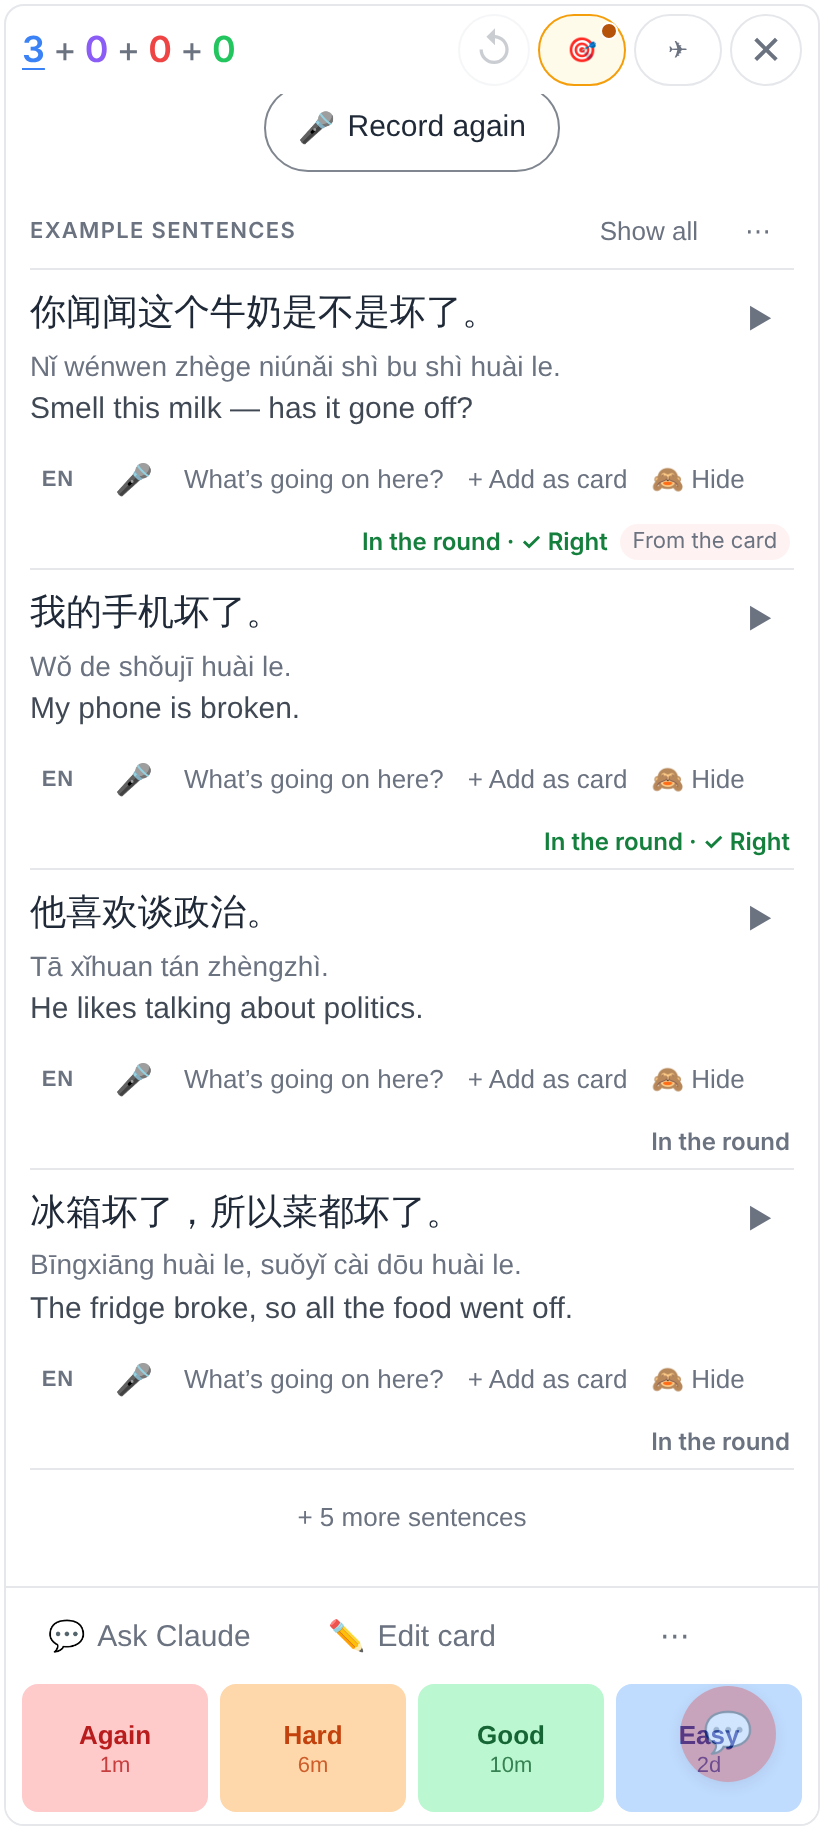 3 + 0 + 0 + 0
Record again
EXAMPLE SENTENCES Show all ···
你闻闻这个牛奶是不是坏了。
Nǐ wénwen zhège niúnǎi shì bu shì huài le.
Smell this milk — has it gone off?
EN What’s going on here? + Add as card Hide
In the round · ✓ Right From the card
我的手机坏了。
Wǒ de shǒujī huài le.
My phone is broken.
EN What’s going on here? + Add as card Hide
In the round · ✓ Right
他喜欢谈政治。
Tā xǐhuan tán zhèngzhì.
He likes talking about politics.
EN What’s going on here? + Add as card Hide
In the round
冰箱坏了，所以菜都坏了。
Bīngxiāng huài le, suǒyǐ cài dōu huài le.
The fridge broke, so all the food went off.
EN What’s going on here? + Add as card Hide
In the round
+ 5 more sentences
Ask Claude Edit card ···
Again Hard Good Easy
1m 6m 10m 2d